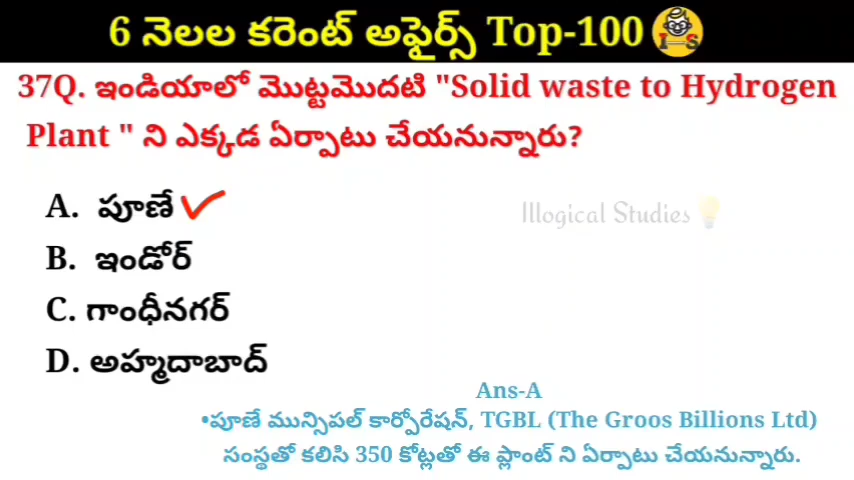 6 నెలల కరెంట్ అఫైర్స్ Top-100
I-S
37Q. ఇండియాలో మొట్టమొదటి "Solid waste to Hydrogen
Plant " ని ఎక్కడ ఏర్పాటు చేయనున్నారు?
A. పూణే
B. ఇండోర్
C. గాంధీనగర్
D. అహ్మదాబాద్
Illogical Studies
Ans-A
•పూణే మున్సిపల్ కార్పోరేషన్, TGBL (The Groos Billions Ltd)
సంస్థతో కలిసి 350 కోట్లతో ఈ ప్లాంట్ ని ఏర్పాటు చేయనున్నారు.